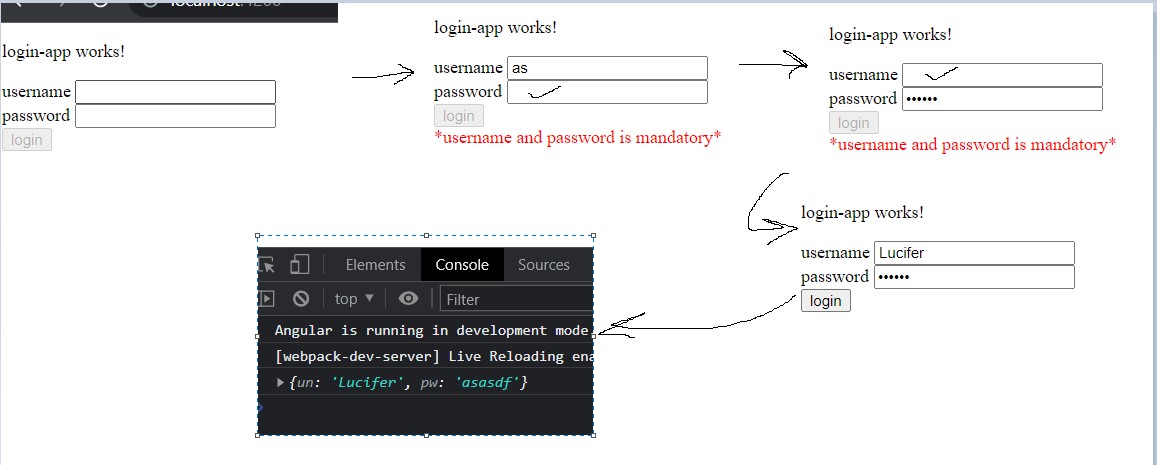 localhost:4200
login-app works!
username
password
login
login-app works!
username as
password
login
*username and password is mandatory*
login-app works!
username
password ••••••
login
*username and password is mandatory*
login-app works!
username Lucifer
password ••••••
login
Elements Console Sources
top Filter
Angular is running in development mode
[webpack-dev-server] Live Reloading ena
{un: 'Lucifer', pw: 'asasdf'}